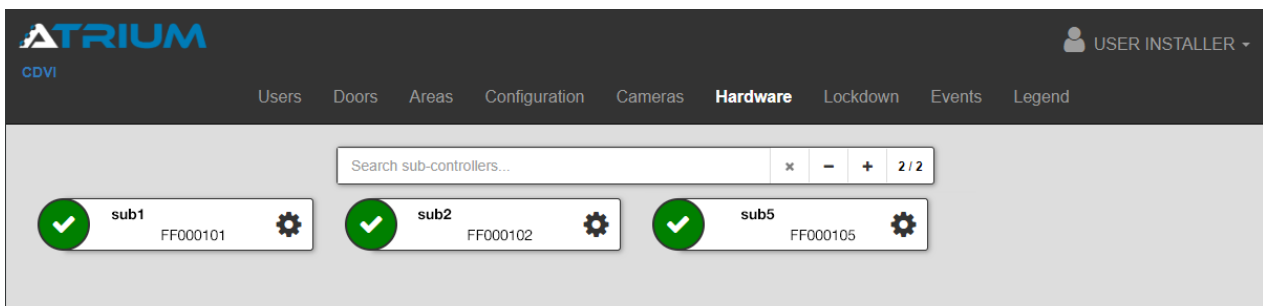 ATRIUM
USER INSTALLER
CDVI
Users Doors Areas Configuration Cameras Hardware Lockdown Events Legend
Search sub-controllers... × − + 2 / 2
sub1 sub2 sub5
FF000101 FF000102 FF000105